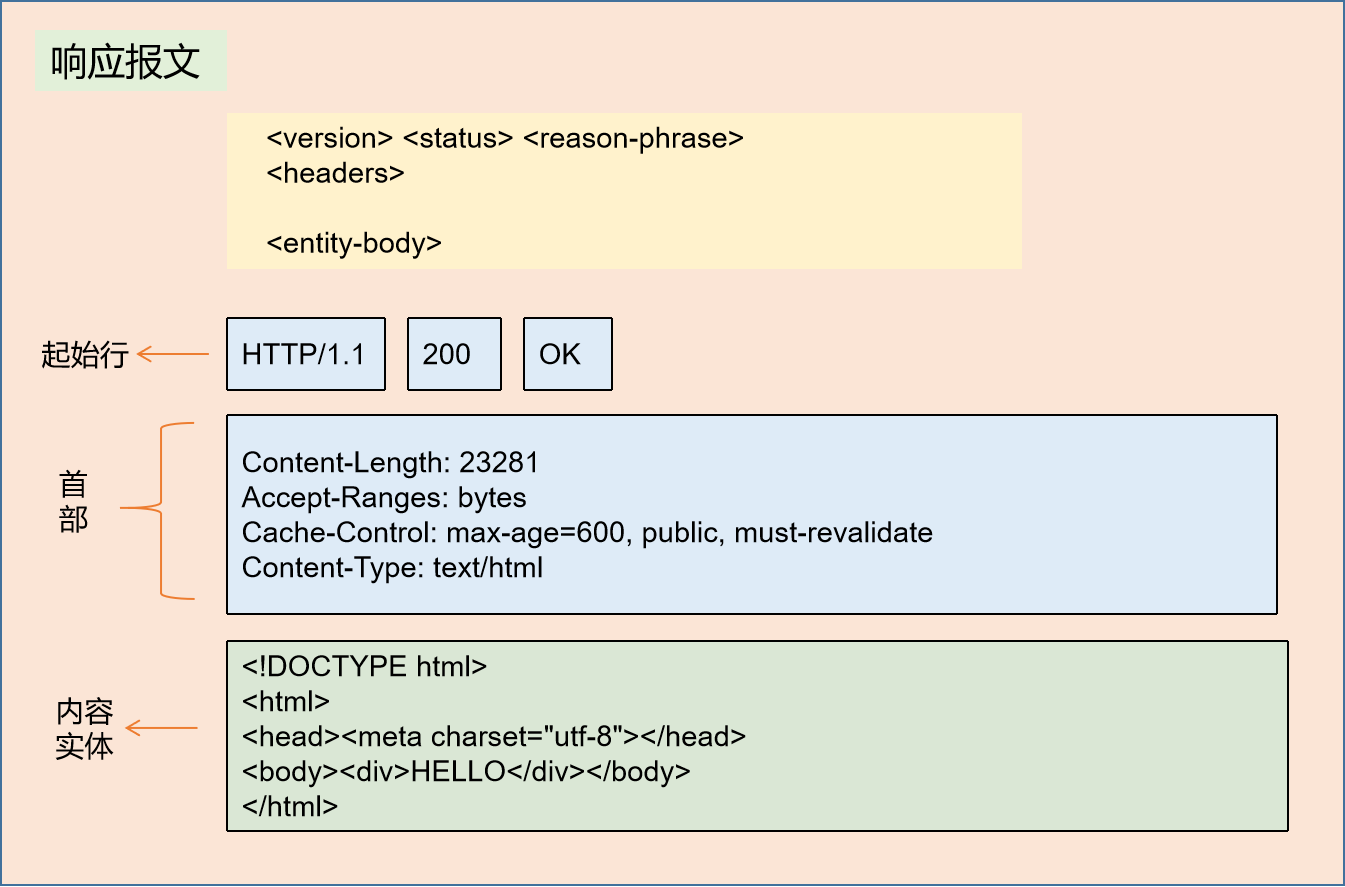 响应报文
<version> <status> <reason-phrase>
<headers>
<entity-body>
起始行
HTTP/1.1 200 OK
首
部
Content-Length: 23281
Accept-Ranges: bytes
Cache-Control: max-age=600, public, must-revalidate
Content-Type: text/html
内容
实体
<!DOCTYPE html>
<html>
<head><meta charset="utf-8"></head>
<body><div>HELLO</div></body>
</html>